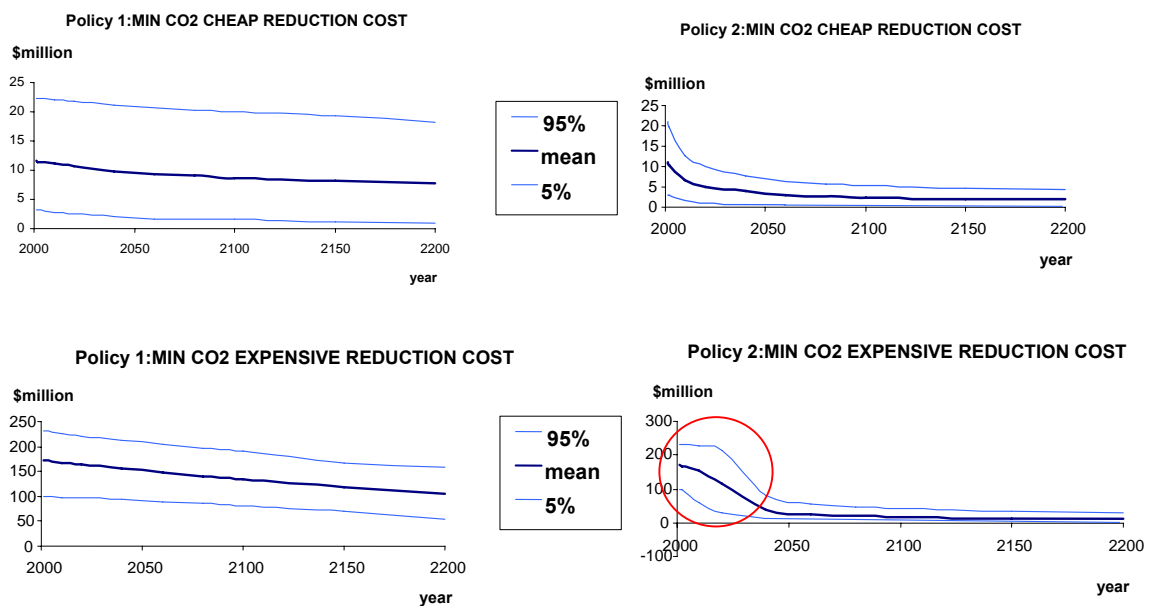 Policy 1:MIN CO2 CHEAP REDUCTION COST
$million
25
20
15
10
5
0
2000 2050 2100 2150 2200
year
95%
mean
5%
Policy 2:MIN CO2 CHEAP REDUCTION COST
$million
25
20
15
10
5
0
2000 2050 2100 2150 2200
year
Policy 1:MIN CO2 EXPENSIVE REDUCTION COST
$million
250
200
150
100
50
0
2000 2050 2100 2150 2200
year
95%
mean
5%
Policy 2:MIN CO2 EXPENSIVE REDUCTION COST
$million
300
200
100
0
-100
2000 2050 2100 2150 2200
year